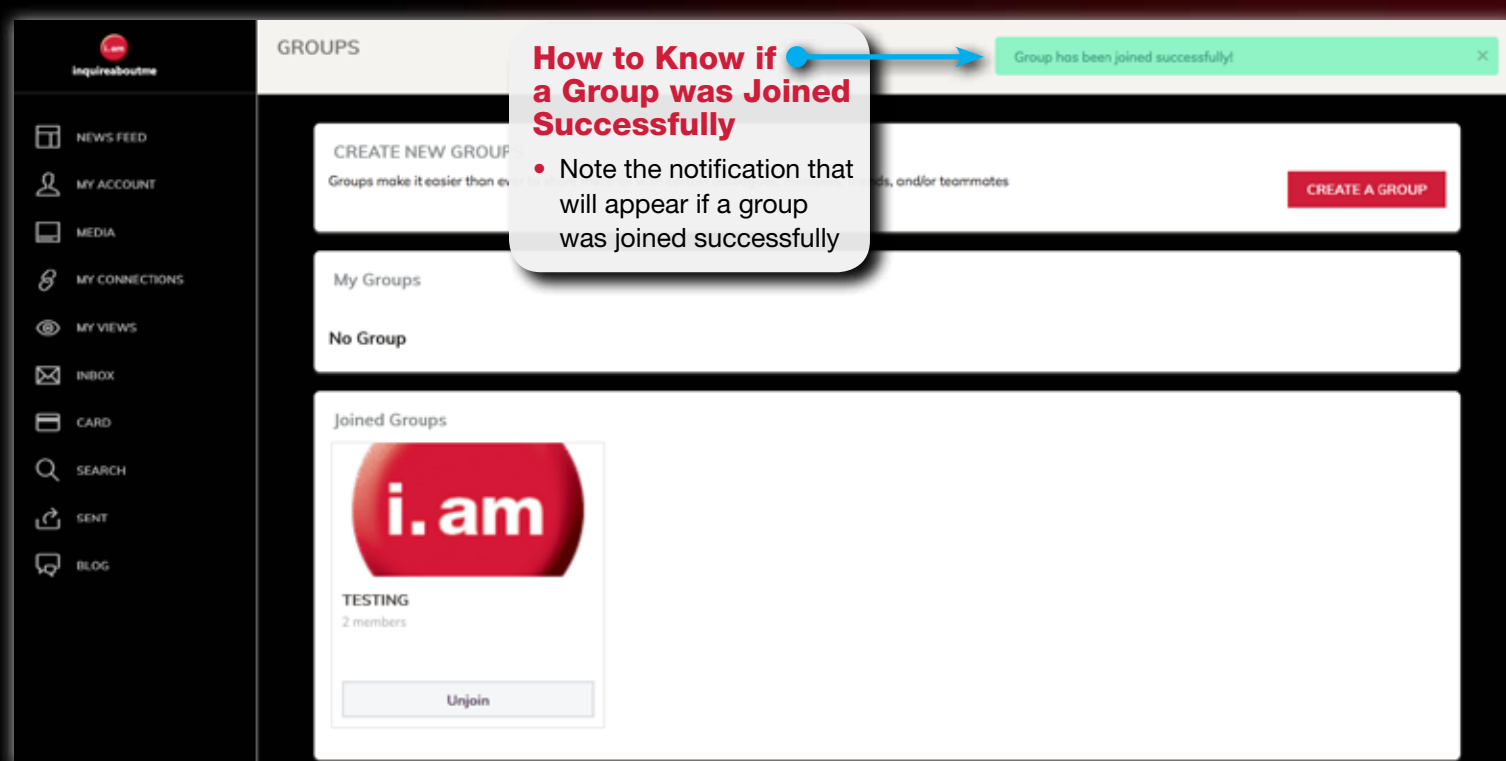 i.am
inquireaboutme
NEWS FEED
MY ACCOUNT
MEDIA
MY CONNECTIONS
MY VIEWS
INBOX
CARD
SEARCH
SENT
BLOG
GROUPS
How to Know if
a Group was Joined
Successfully
• Note the notification that
will appear if a group
was joined successfully
Group has been joined successfully!
CREATE NEW GROUP
Groups make it easier than and/or teammates
CREATE A GROUP
My Groups
No Group
Joined Groups
i.am
TESTING
2 members
Unjoin